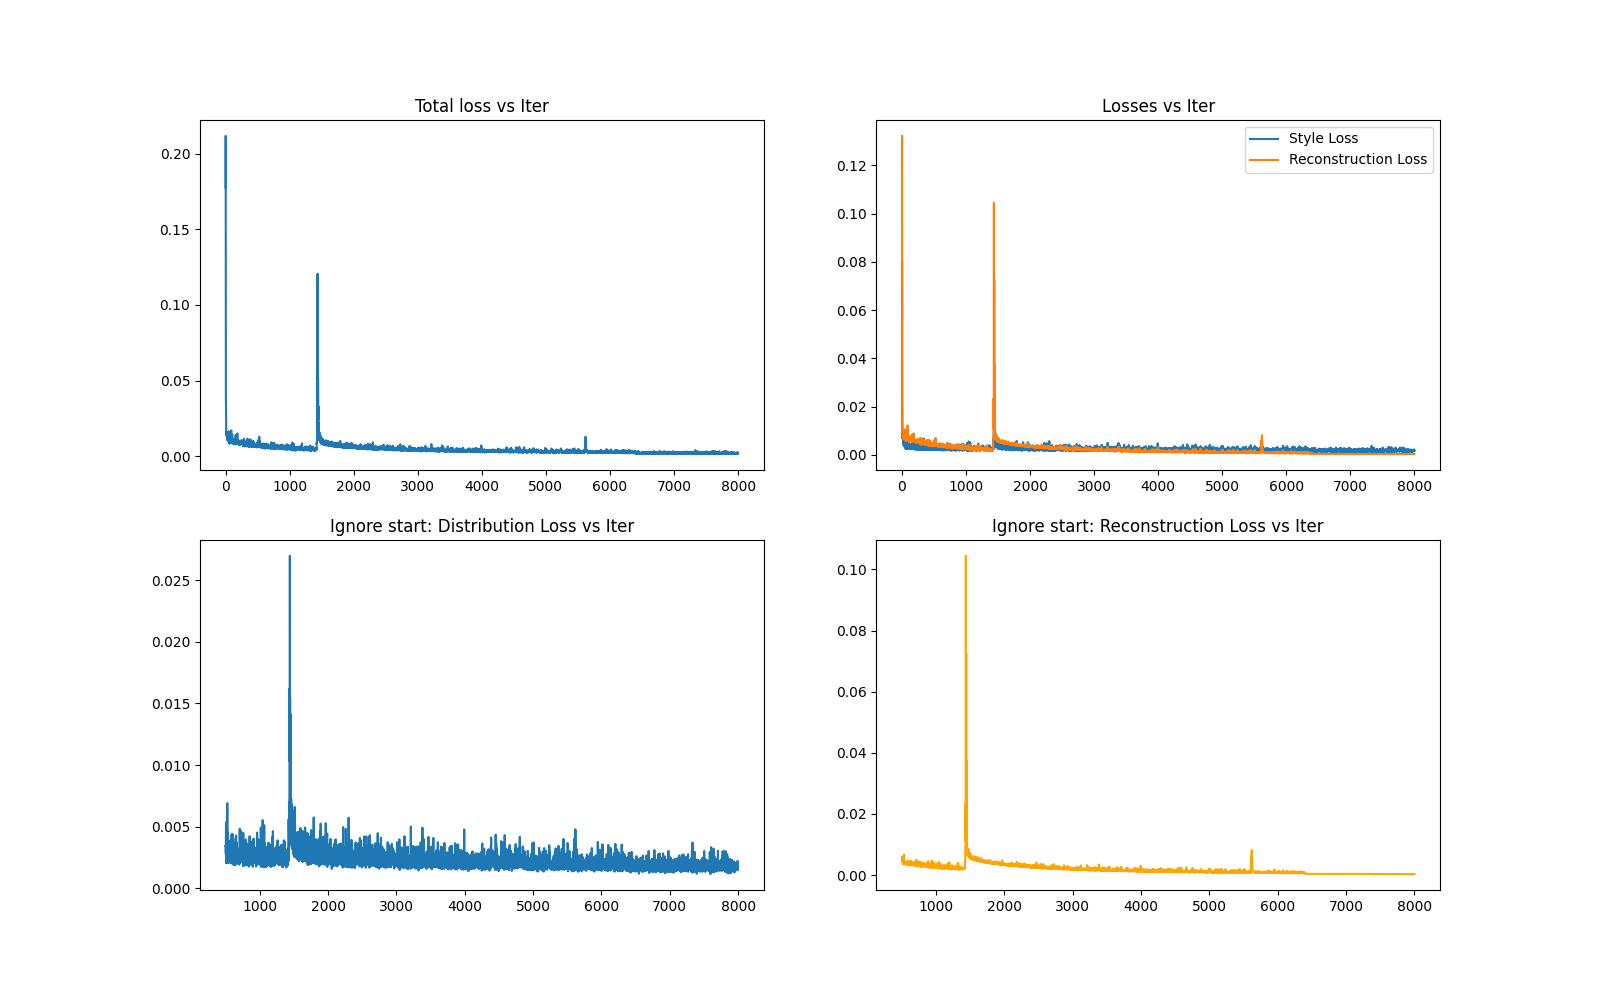 Total loss vs Iter
0.20
0.15
0.10
0.05
0.00
0 1000 2000 3000 4000 5000 6000 7000 8000
Losses vs Iter
Style Loss
Reconstruction Loss
0.12
0.10
0.08
0.06
0.04
0.02
0.00
0 1000 2000 3000 4000 5000 6000 7000 8000
Ignore start: Distribution Loss vs Iter
0.025
0.020
0.015
0.010
0.005
0.000
1000 2000 3000 4000 5000 6000 7000 8000
Ignore start: Reconstruction Loss vs Iter
0.10
0.08
0.06
0.04
0.02
0.00
1000 2000 3000 4000 5000 6000 7000 8000